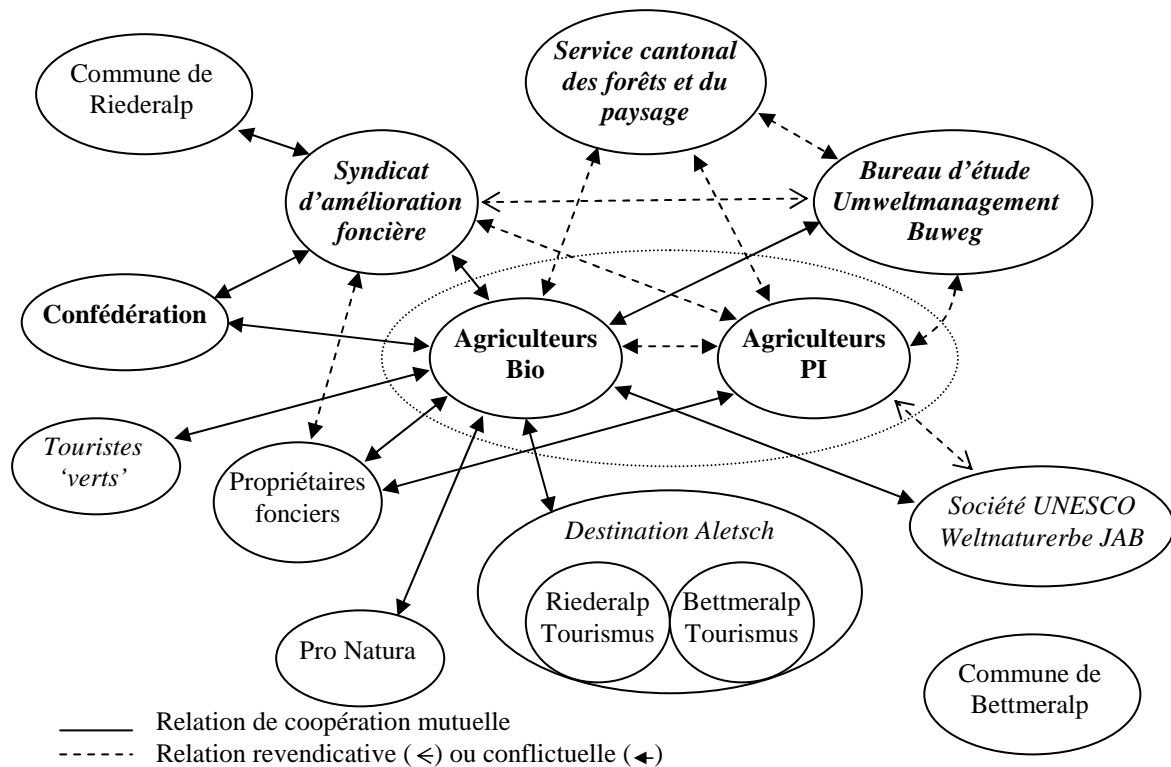 Commune de
Riederalp
Service cantonal
des forêts et du
paysage
Syndicat
d’amélioration
foncière
Bureau d’étude
Umweltmanagement
Buweg
Confédération
Agriculteurs
Bio
Agriculteurs
PI
Touristes
‘verts’
Propriétaires
fonciers
Destination Aletsch
Riederalp
Tourismus
Bettmeralp
Tourismus
Société UNESCO
Weltnaturerbe JAB
Pro Natura
Commune de
Bettmeralp
Relation de coopération mutuelle
Relation revendicative (<) ou conflictuelle (←)